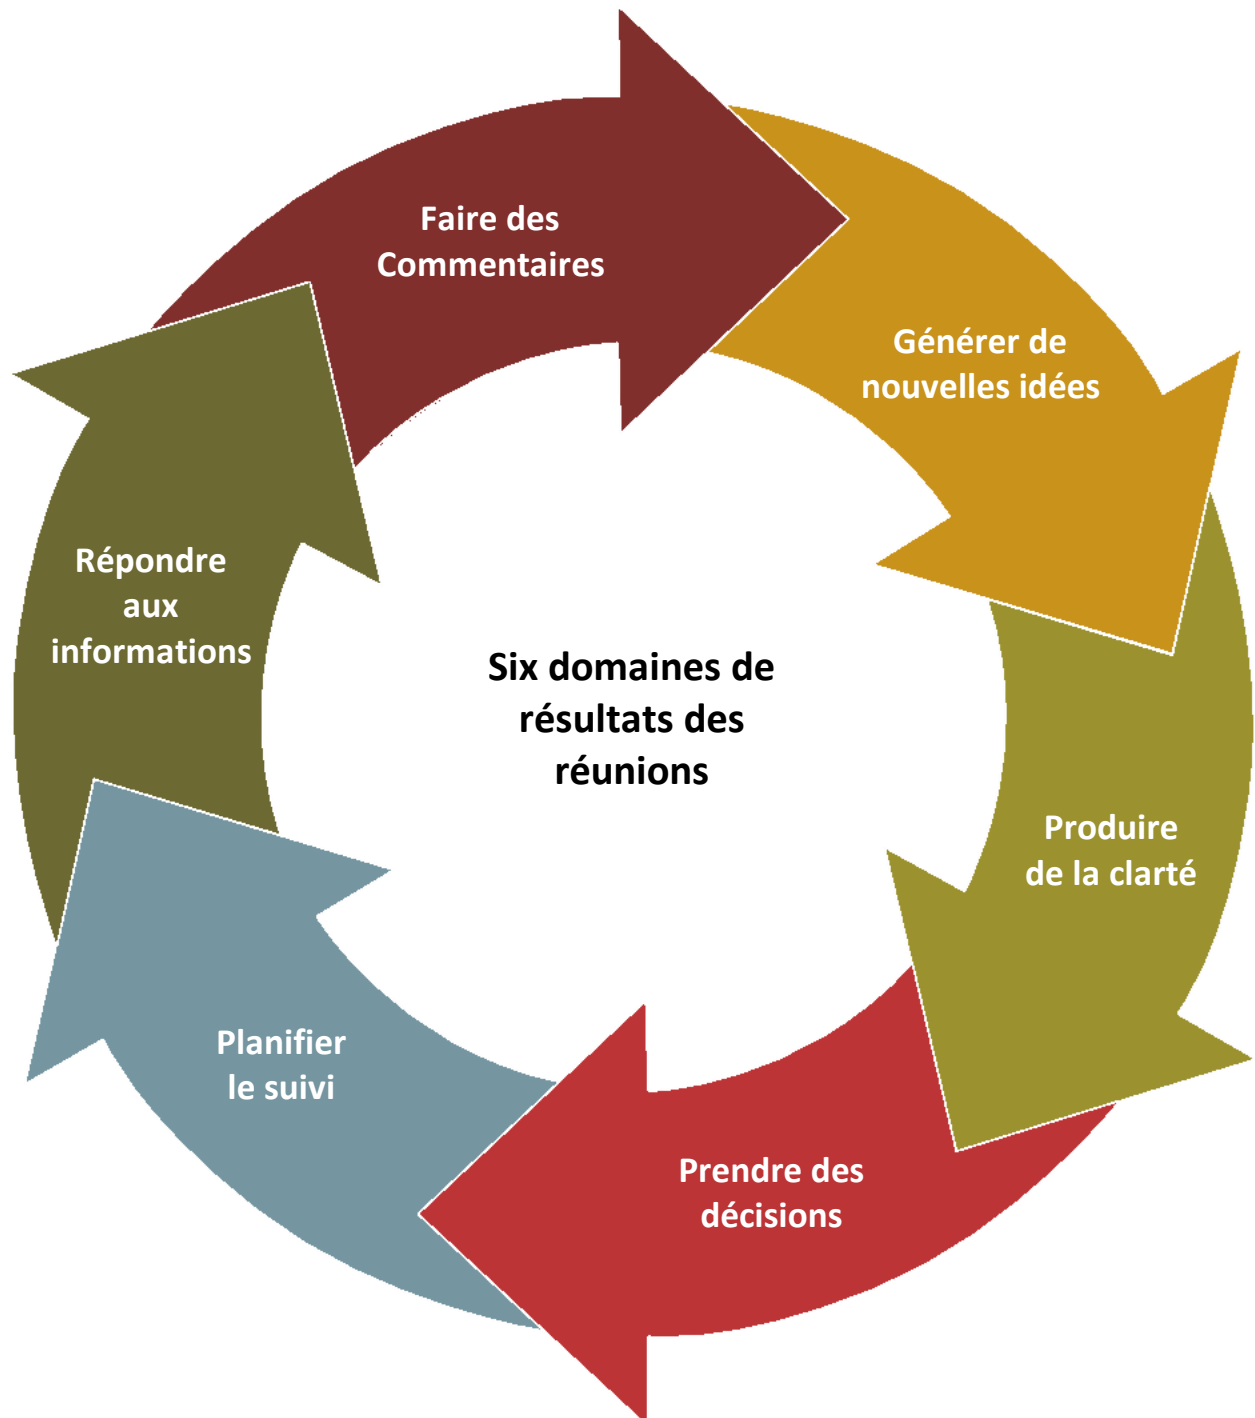 Faire des
Commentaires
Générer de
nouvelles idées
Répondre
aux
informations
Six domaines de
résultats des
réunions
Produire
de la clarté
Planifier
le suivi
Prendre des
décisions